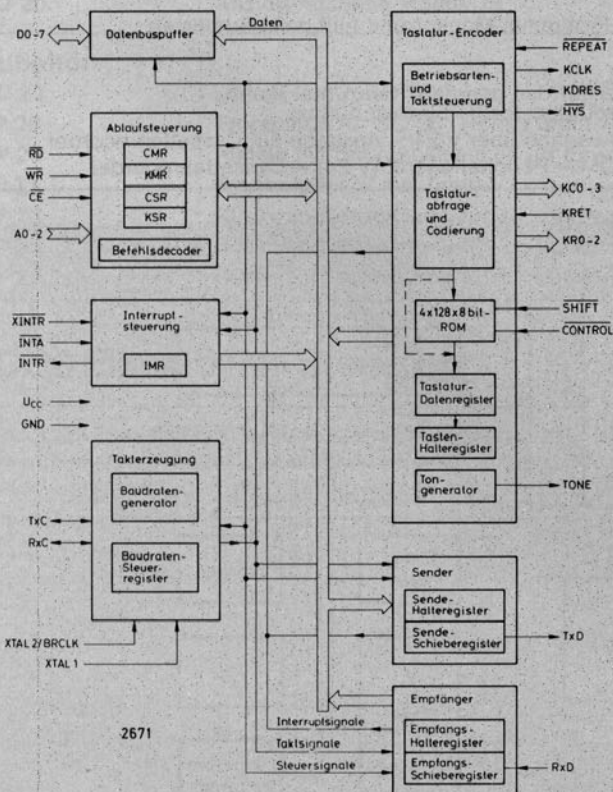 D0-7
Datenbuspuffer
Daten
Ablaufsteuerung
CMR
KMR
CSR
KSR
Befehlsdecoder
RD
WR
CE
A0-2
Interrupt-
steuerung
IMR
XINTR
INTA
INTR
UCC
GND
Takterzeugung
Baudraten-
generator
Baudraten-
Steuer-
register
TxC
RxC
XTAL 2/BRCLK
XTAL 1
2671
Tastatur-Encoder
Betriebsarten-
und
Taktsteuerung
Tastatur-
abfrage
und
Codierung
4x128x8bit-
ROM
Tastatur-
Datenregister
Tasten-
Halteregister
Ton-
generator
REPEAT
KCLK
KDRES
HYS
KC0-3
KRET
KR0-2
SHIFT
CONTROL
TONE
Sender
Sende-
Halteregister
Sende-
Schieberegister
TxD
Empfänger
Empfangs-
Halteregister
Empfangs-
Schieberegister
RxD
Interruptsignale
Taktsignale
Steuersignale